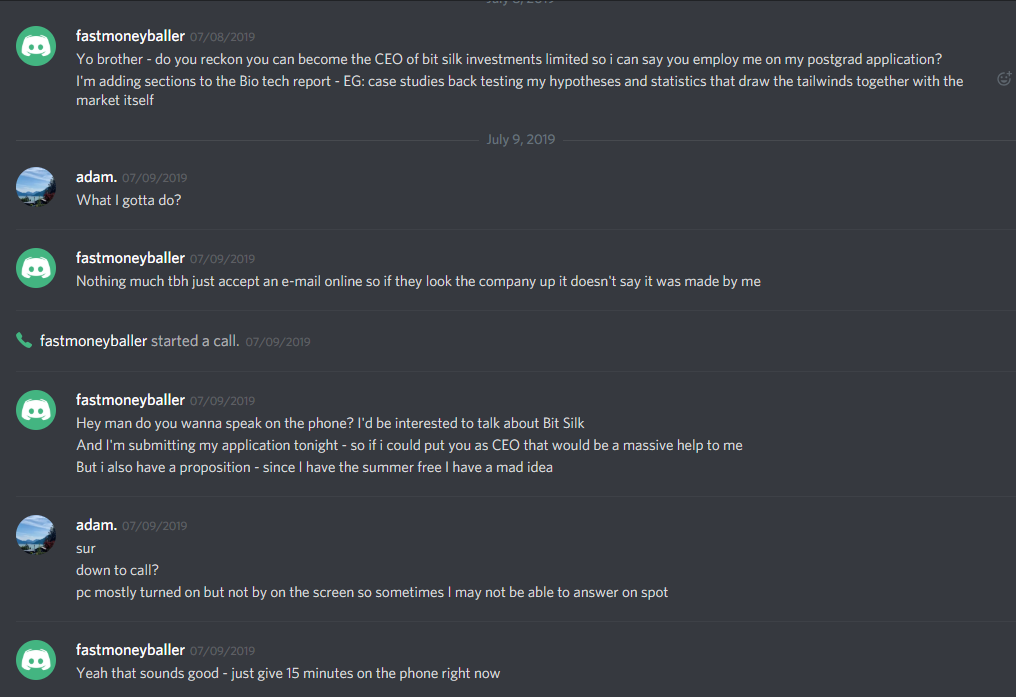 fastmoneyballer 07/08/2019
Yo brother - do you reckon you can become the CEO of bit silk investments limited so i can say you employ me on my postgrad application?
I'm adding sections to the Bio tech report - EG: case studies back testing my hypotheses and statistics that draw the tailwinds together with the
market itself
July 9, 2019
adam. 07/09/2019
What I gotta do?
fastmoneyballer 07/09/2019
Nothing much tbh just accept an e-mail online so if they look the company up it doesn't say it was made by me
fastmoneyballer started a call. 07/09/2019
fastmoneyballer 07/09/2019
Hey man do you wanna speak on the phone? I'd be interested to talk about Bit Silk
And I'm submitting my application tonight - so if i could put you as CEO that would be a massive help to me
But i also have a proposition - since I have the summer free I have a mad idea
adam. 07/09/2019
sur
down to call?
pc mostly turned on but not by on the screen so sometimes I may not be able to answer on spot
fastmoneyballer 07/09/2019
Yeah that sounds good - just give 15 minutes on the phone right now